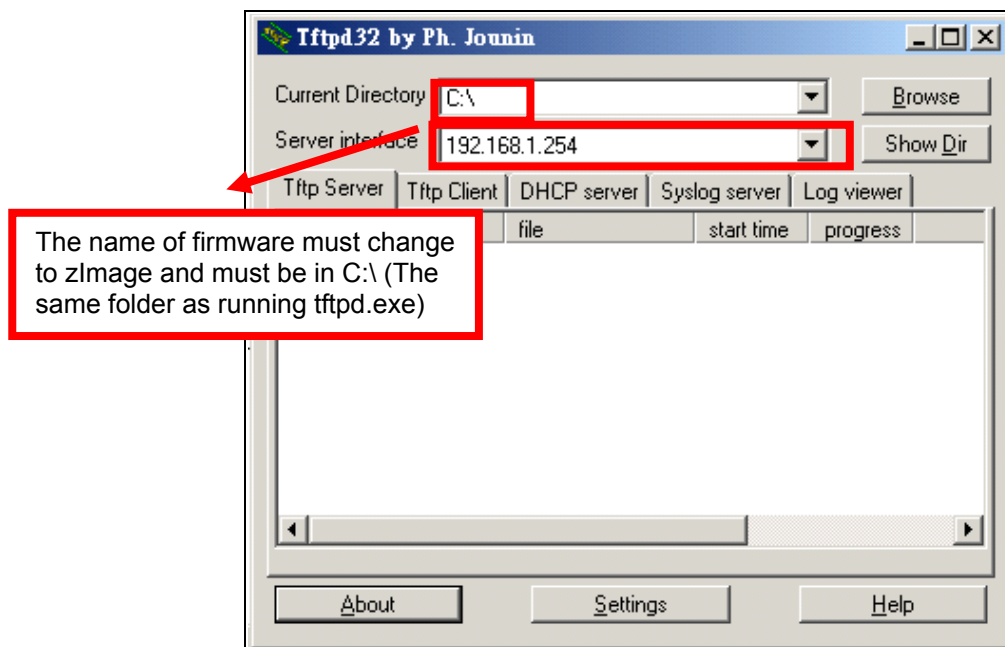 Tftpd32 by Ph. Jounin
Current Directory C:\ Browse
Server interface 192.168.1.254 Show Dir
Tftp Server Tftp Client DHCP server Syslog server Log viewer
file start time progress
The name of firmware must change
to zImage and must be in C:\ (The
same folder as running tftpd.exe)
About Settings Help